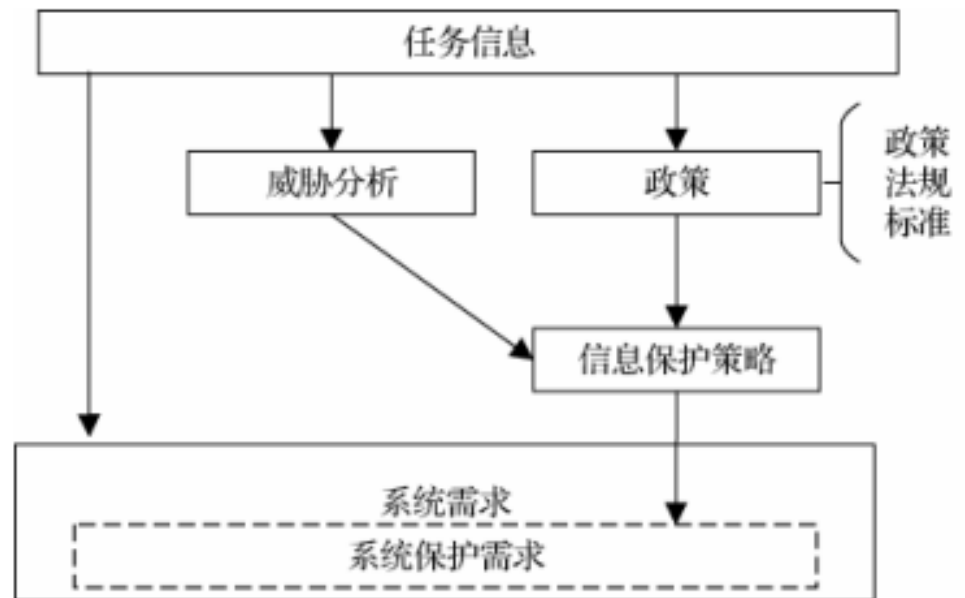 任务信息
威胁分析
政策
政策
法规
标准
信息保护策略
系统需求
系统保护需求